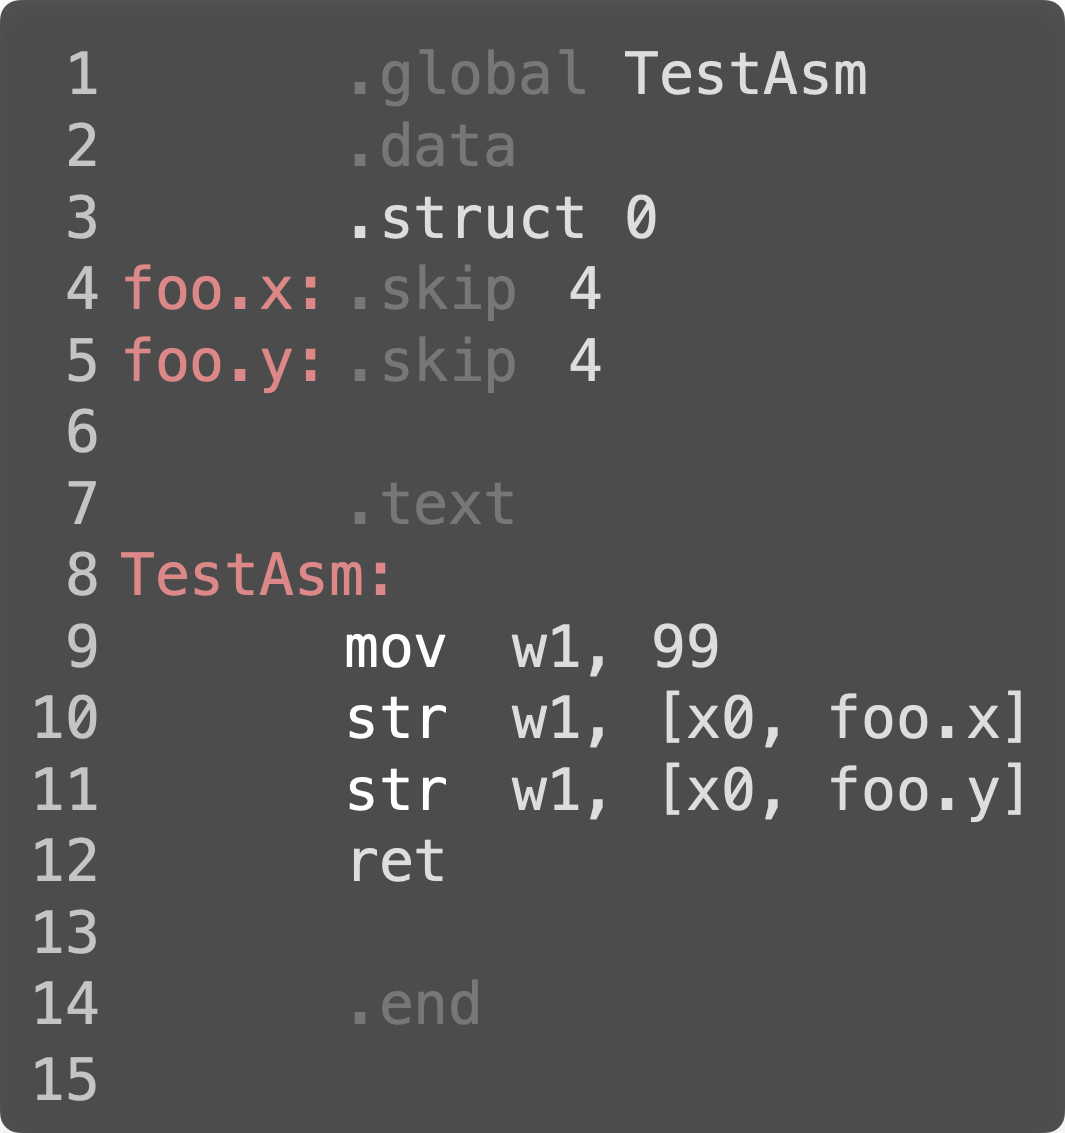 1 .global TestAsm
2 .data
3 .struct 0
4 foo.x: .skip 4
5 foo.y: .skip 4
6
7 .text
8 TestAsm:
9 mov w1, 99
10 str w1, [x0, foo.x]
11 str w1, [x0, foo.y]
12 ret
13
14 .end
15